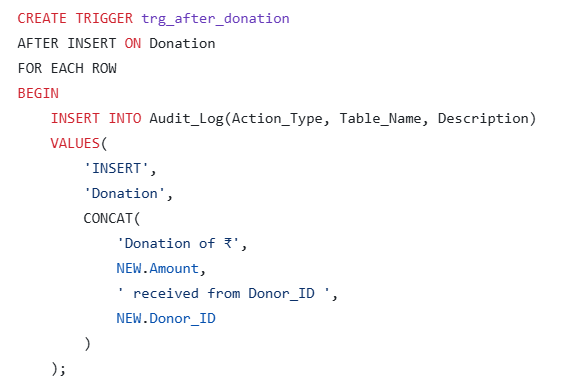 CREATE TRIGGER trg_after_donation
AFTER INSERT ON Donation
FOR EACH ROW
BEGIN
    INSERT INTO Audit_Log(Action_Type, Table_Name, Description)
    VALUES(
        'INSERT',
        'Donation',
        CONCAT(
            'Donation of ₹',
            NEW.Amount,
            ' received from Donor_ID ',
            NEW.Donor_ID
        )
    );